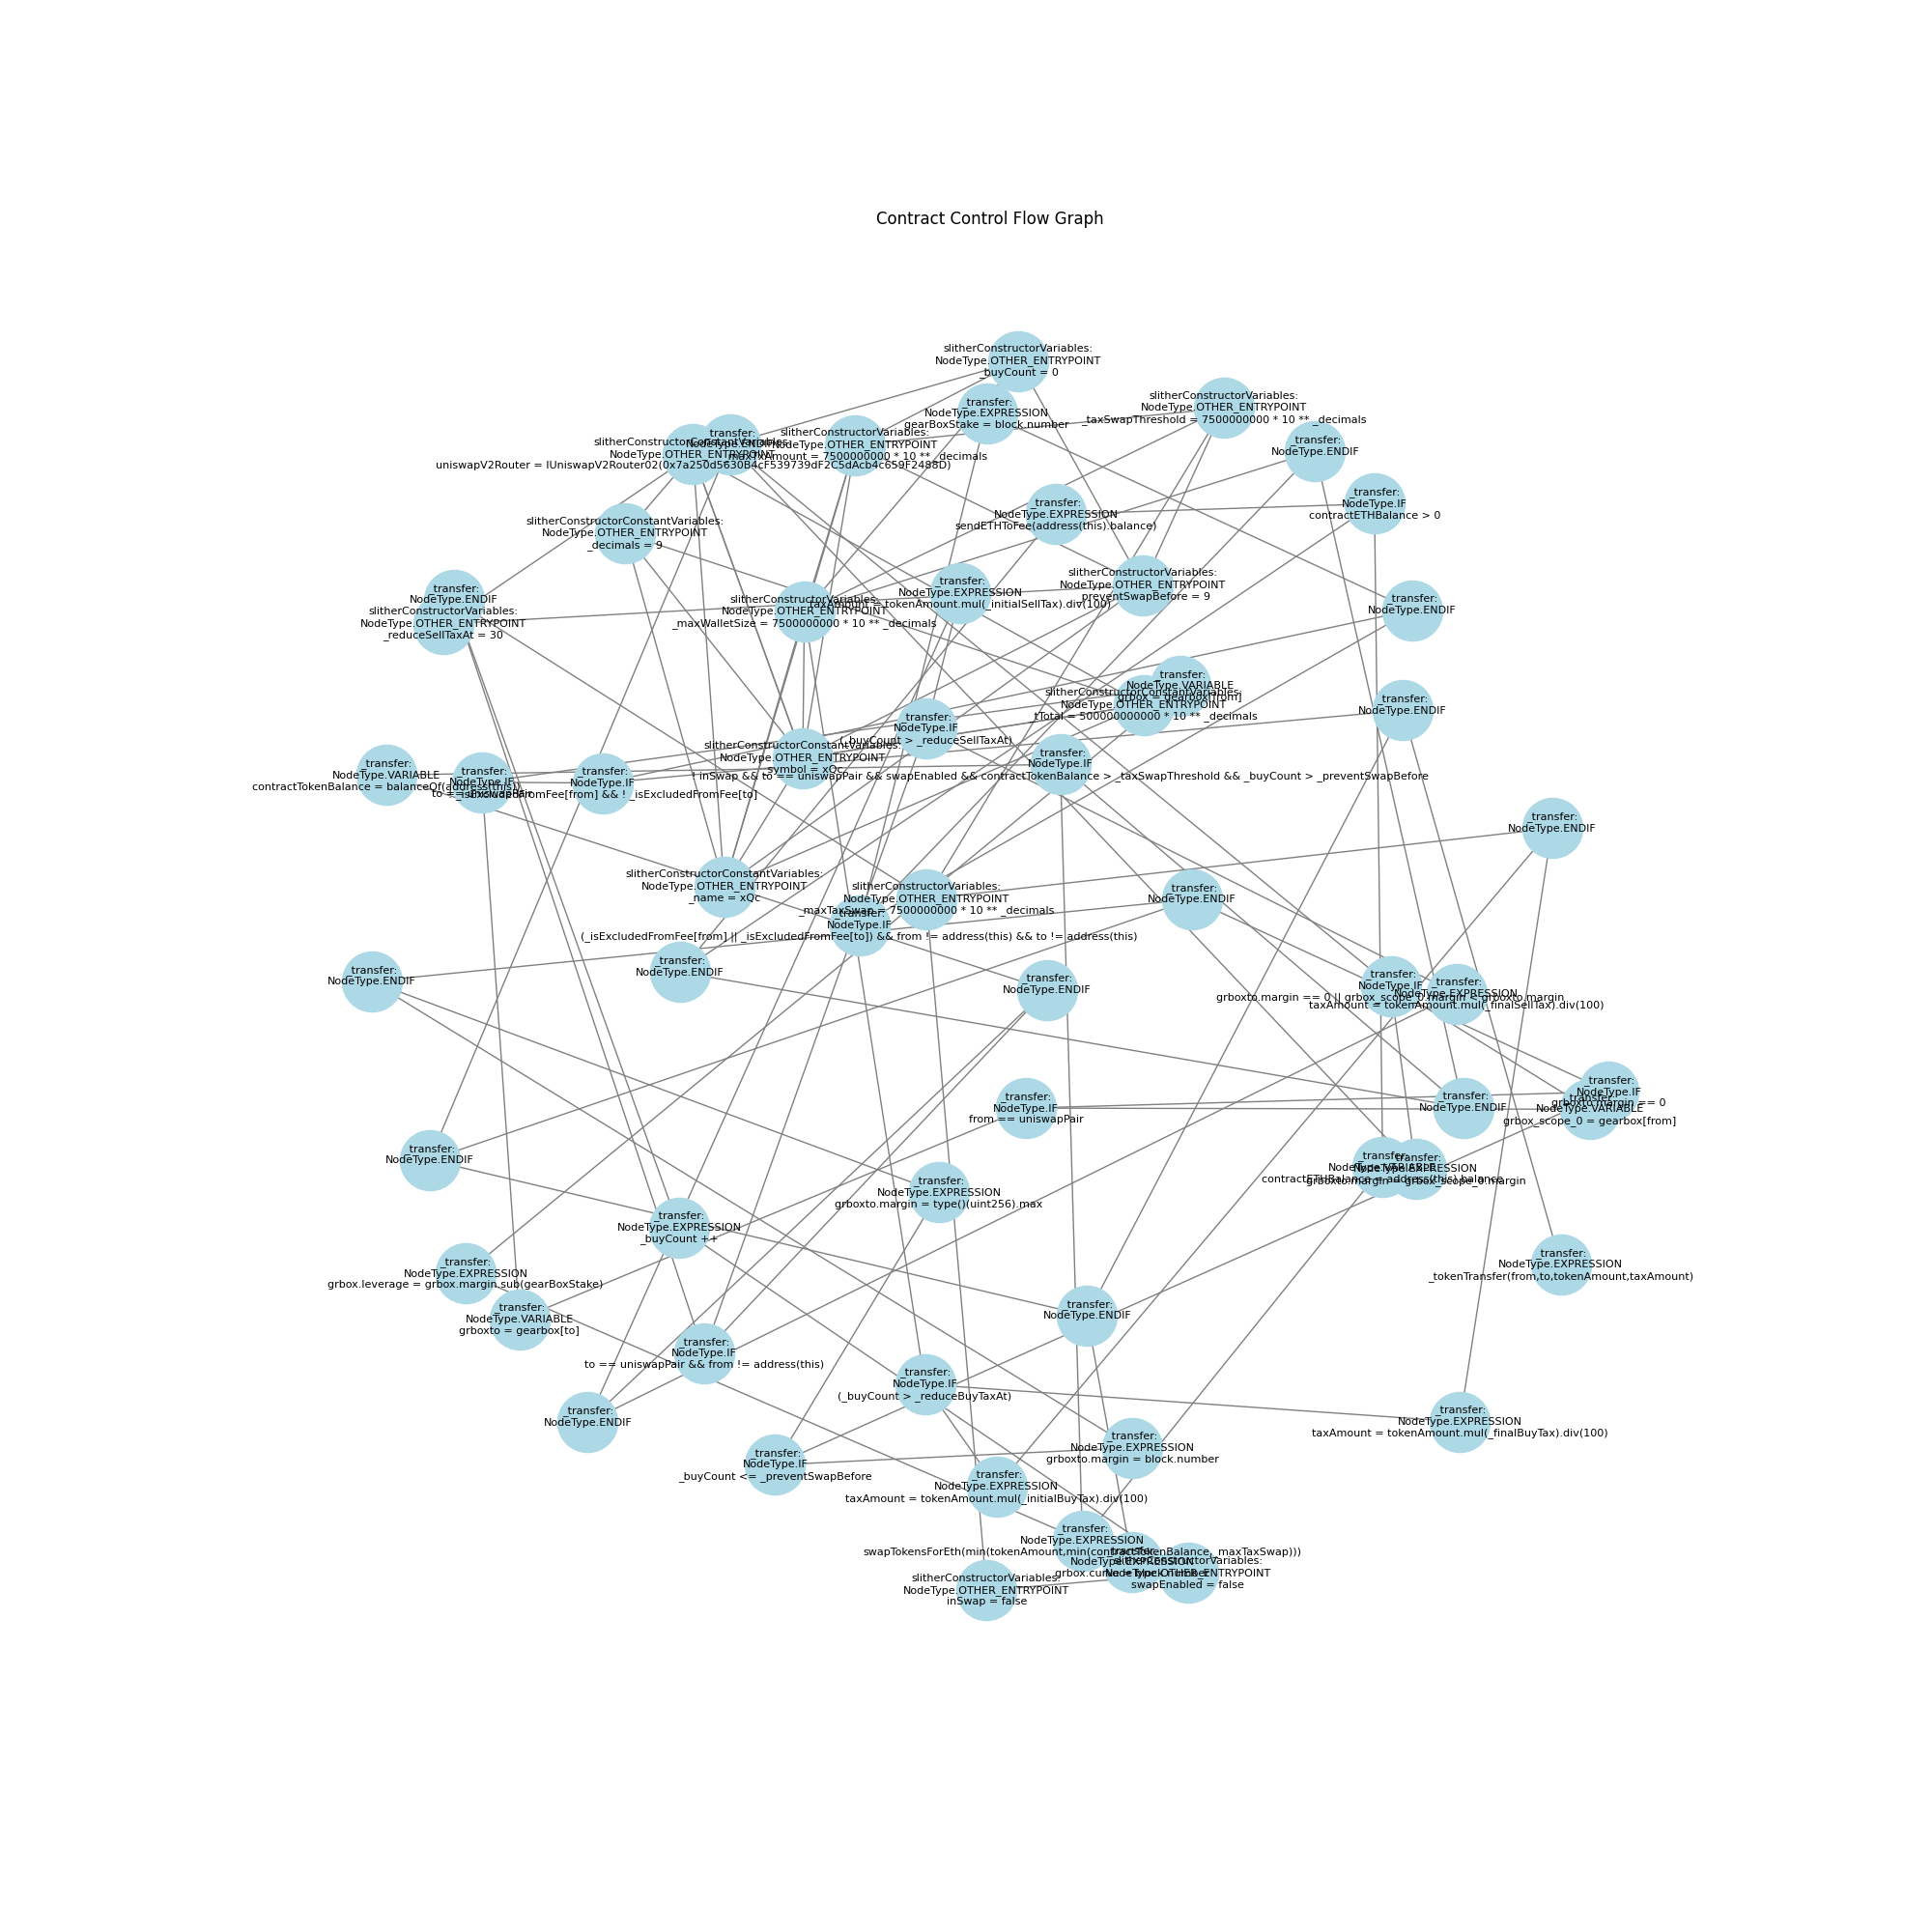 Contract Control Flow Graph
slitherConstructorVariables:
NodeType.OTHER_ENTRYPOINT
_buyCount = 0
_transfer:
NodeType.EXPRESSION
gearBoxStake = block.number
slitherConstructorVariables:
NodeType.OTHER_ENTRYPOINT
_taxSwapThreshold = 7500000000 * 10 ** _decimals
_transfer:
NodeType.ENDIF
slitherConstructorConstantVariables:
NodeType.OTHER_ENTRYPOINT
uniswapV2Router = IUniswapV2Router02(0x7a250d5630B4cF539739dF2C5dAcb4c659F2488D)
slitherConstructorVariables:
NodeType.OTHER_ENTRYPOINT
_maxTxAmount = 7500000000 * 10 ** _decimals
_transfer:
NodeType.ENDIF
_transfer:
NodeType.IF
contractETHBalance > 0
_transfer:
NodeType.EXPRESSION
sendETHToFee(address(this).balance)
slitherConstructorConstantVariables:
NodeType.OTHER_ENTRYPOINT
_decimals = 9
_transfer:
NodeType.ENDIF
slitherConstructorVariables:
NodeType.OTHER_ENTRYPOINT
_reduceSellTaxAt = 30
slitherConstructorVariables:
NodeType.OTHER_ENTRYPOINT
_maxWalletSize = 7500000000 * 10 ** _decimals
_transfer:
NodeType.EXPRESSION
taxAmount = tokenAmount.mul(_initialSellTax).div(100)
slitherConstructorVariables:
NodeType.OTHER_ENTRYPOINT
_preventSwapBefore = 9
_transfer:
NodeType.ENDIF
_transfer:
NodeType.VARIABLE
grbox = gearbox[from]
slitherConstructorConstantVariables:
NodeType.OTHER_ENTRYPOINT
_tTotal = 500000000000 * 10 ** _decimals
_transfer:
NodeType.ENDIF
_transfer:
NodeType.IF
(_buyCount > _reduceSellTaxAt)
slitherConstructorConstantVariables:
NodeType.OTHER_ENTRYPOINT
_symbol = xQc
_transfer:
NodeType.IF
! inSwap && to == uniswapPair && swapEnabled && contractTokenBalance > _taxSwapThreshold && _buyCount > _preventSwapBefore
_transfer:
NodeType.VARIABLE
contractTokenBalance = balanceOf(address(this))
_transfer:
NodeType.IF
to == uniswapPair
_transfer:
NodeType.IF
_isExcludedFromFee[from] && ! _isExcludedFromFee[to]
_transfer:
NodeType.ENDIF
slitherConstructorConstantVariables:
NodeType.OTHER_ENTRYPOINT
_name = xQc
slitherConstructorVariables:
NodeType.OTHER_ENTRYPOINT
_maxTaxSwap = 7500000000 * 10 ** _decimals
_transfer:
NodeType.IF
(_isExcludedFromFee[from] || _isExcludedFromFee[to]) && from != address(this) && to != address(this)
_transfer:
NodeType.ENDIF
_transfer:
NodeType.ENDIF
_transfer:
NodeType.ENDIF
_transfer:
NodeType.ENDIF
_transfer:
NodeType.IF
grboxto.margin == 0 || grbox_scope_0.margin < grboxto.margin
_transfer:
NodeType.EXPRESSION
taxAmount = tokenAmount.mul(_finalSellTax).div(100)
_transfer:
NodeType.IF
grboxto.margin == 0
_transfer:
NodeType.VARIABLE
grbox_scope_0 = gearbox[from]
_transfer:
NodeType.ENDIF
_transfer:
NodeType.IF
from == uniswapPair
_transfer:
NodeType.ENDIF
_transfer:
NodeType.VARIABLE
contractETHBalance = address(this).balance
_transfer:
NodeType.EXPRESSION
grboxto.margin = grbox_scope_0.margin
_transfer:
NodeType.EXPRESSION
grboxto.margin = type()(uint256).max
_transfer:
NodeType.EXPRESSION
_buyCount ++
_transfer:
NodeType.EXPRESSION
grbox.leverage = grbox.margin.sub(gearBoxStake)
_transfer:
NodeType.EXPRESSION
_tokenTransfer(from,to,tokenAmount,taxAmount)
_transfer:
NodeType.VARIABLE
grboxto = gearbox[to]
_transfer:
NodeType.ENDIF
_transfer:
NodeType.IF
to == uniswapPair && from != address(this)
_transfer:
NodeType.IF
(_buyCount > _reduceBuyTaxAt)
_transfer:
NodeType.ENDIF
_transfer:
NodeType.EXPRESSION
taxAmount = tokenAmount.mul(_finalBuyTax).div(100)
_transfer:
NodeType.EXPRESSION
grboxto.margin = block.number
_transfer:
NodeType.IF
_buyCount <= _preventSwapBefore
_transfer:
NodeType.EXPRESSION
taxAmount = tokenAmount.mul(_initialBuyTax).div(100)
_transfer:
NodeType.EXPRESSION
swapTokensForEth(min(tokenAmount,min(contractTokenBalance,_maxTaxSwap)))
_transfer:
NodeType.EXPRESSION
block.number
slitherConstructorVariables:
NodeType.OTHER_ENTRYPOINT
swapEnabled = false
slitherConstructorVariables:
NodeType.OTHER_ENTRYPOINT
inSwap = false